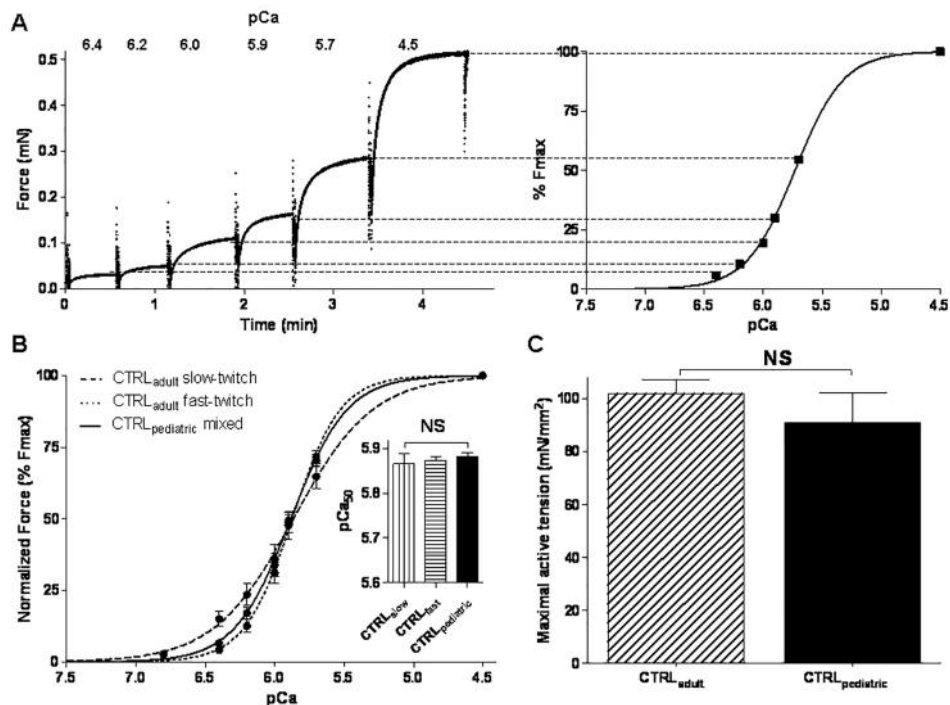 A
pCa
6.4 6.2 6.0 5.9 5.7 4.5
Force (mN)
0.5
0.4
0.3
0.2
0.1
0.0
0 1 2 3 4
Time (min)
% Fmax
100
75
50
25
0
7.5 7.0 6.5 6.0 5.5 5.0 4.5
pCa
B
Normalized Force (% Fmax)
100
75
50
25
0
CTRLadult slow-twitch
CTRLadult fast-twitch
CTRLpediatric mixed
7.5 7.0 6.5 6.0 5.5 5.0 4.5
pCa
NS
pCa50
5.9
5.8
5.7
5.6
CTRLslow
CTRLfast
CTRLpediatric
C
NS
Maximal active tension (mN/mm²)
100
80
60
40
20
0
CTRLadult
CTRLpediatric